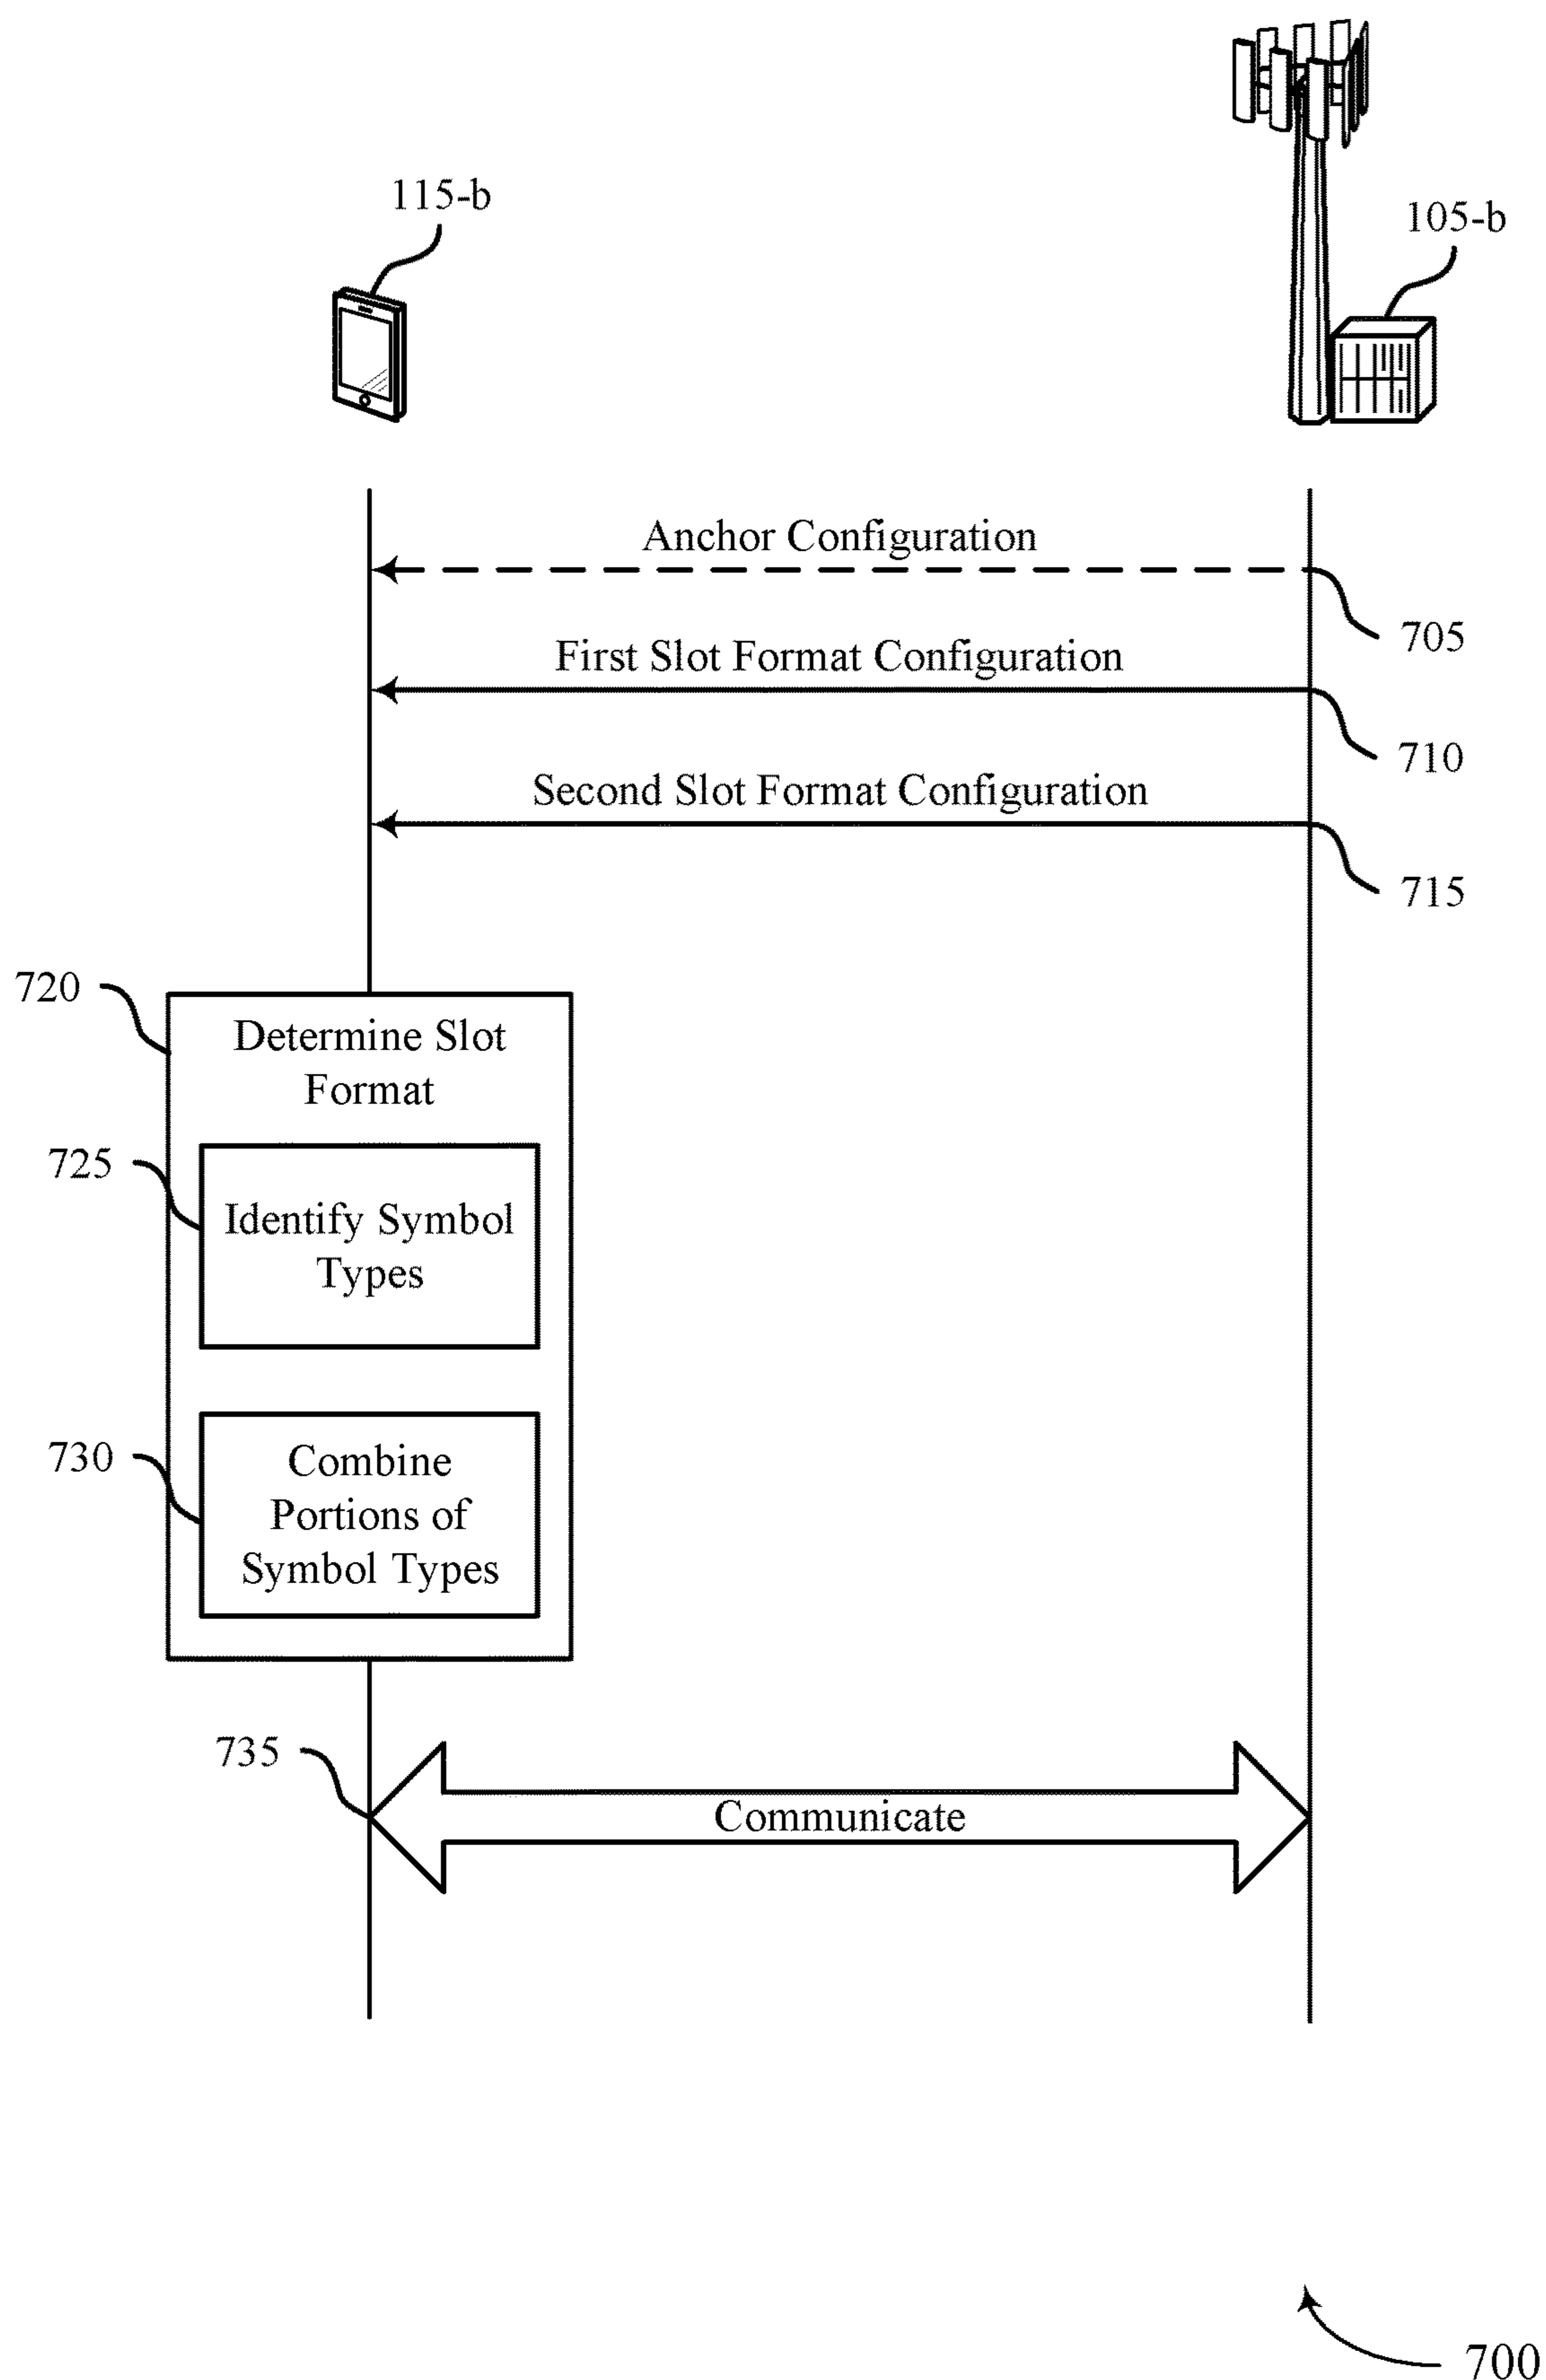 115-b
105-b
Anchor Configuration
705
First Slot Format Configuration
710
Second Slot Format Configuration
715
720
Determine Slot
Format
725
Identify Symbol
Types
730
Combine
Portions of
Symbol Types
735
Communicate
700